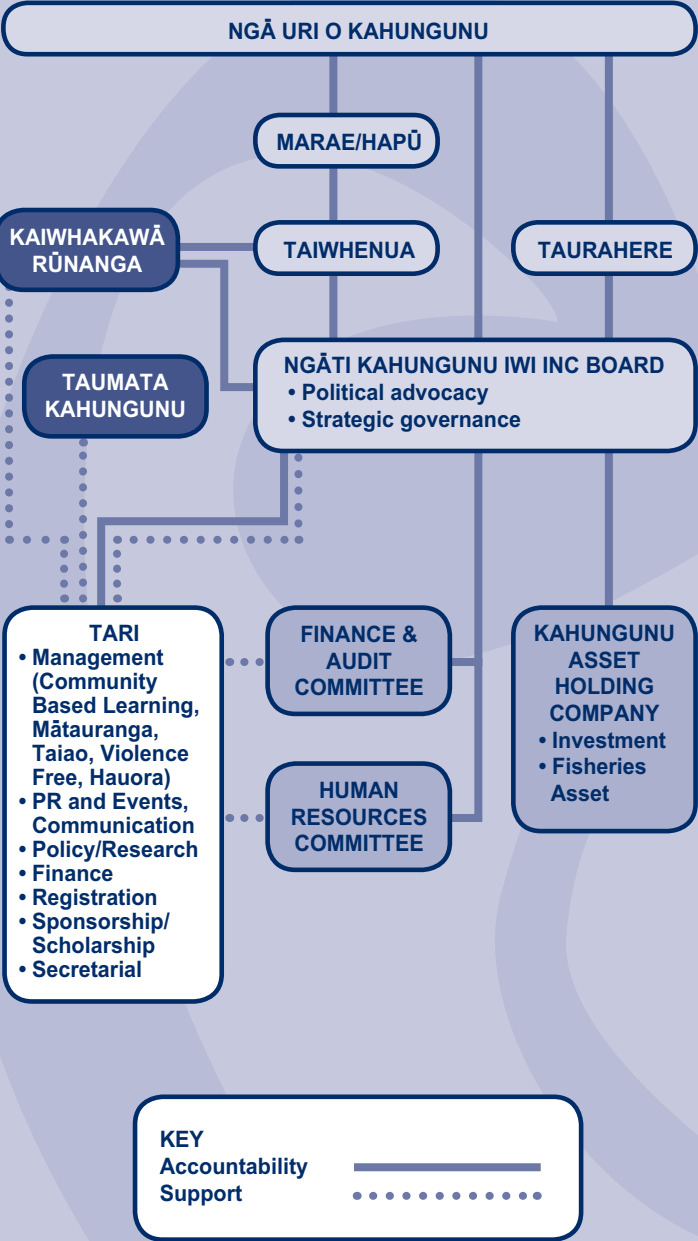 NGĀ URI O KAHUNGUNU
MARAE/HAPŪ
KAIWHAKAWĀ
RŪNANGA
TAIWHENUA
TAURAHERE
TAUMATA
KAHUNGUNU
NGĀTI KAHUNGUNU IWI INC BOARD
• Political advocacy
• Strategic governance
TARI
• Management
(Community
Based Learning,
Mātauranga,
Taiao, Violence
Free, Hauora)
• PR and Events,
Communication
• Policy/Research
• Finance
• Registration
• Sponsorship/
Scholarship
• Secretarial
FINANCE &
AUDIT
COMMITTEE
HUMAN
RESOURCES
COMMITTEE
KAHUNGUNU
ASSET
HOLDING
COMPANY
• Investment
• Fisheries
Asset
KEY
Accountability
Support